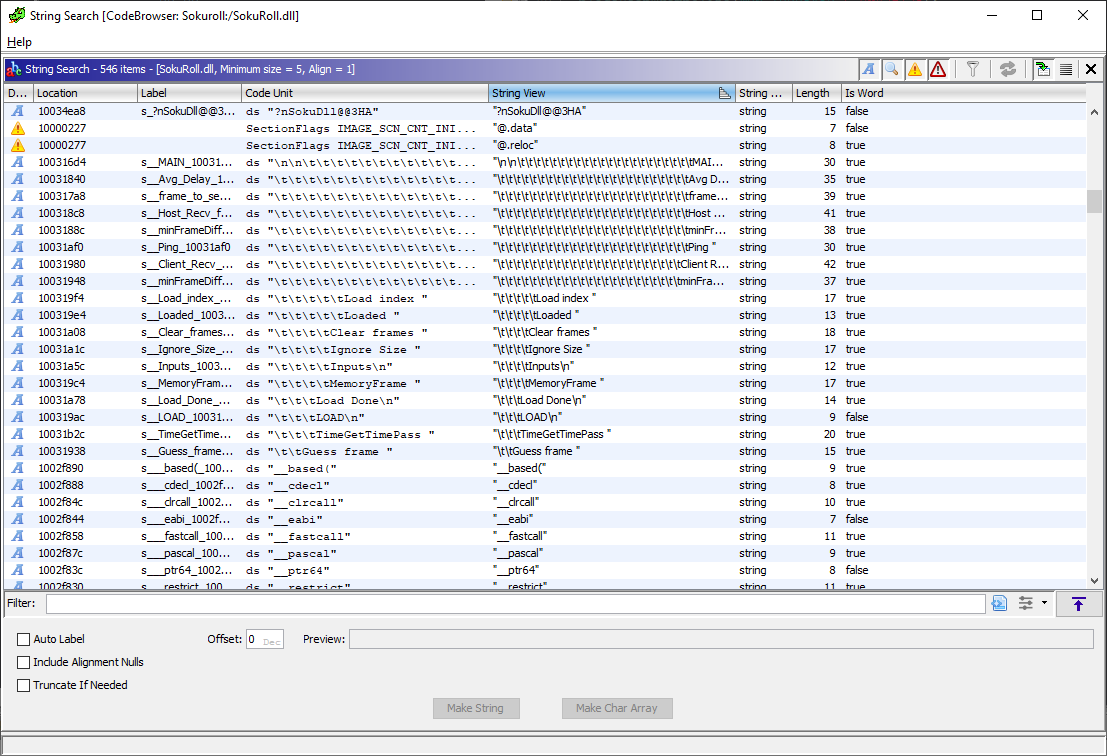 String Search [CodeBrowser: Sokuroll:/SokuRoll.dll]
Help
String Search - 546 items - [SokuRoll.dll, Minimum size = 5, Align = 1]
D... Location Label Code Unit String View String ... Length Is Word
A 10034ea8 s_?nSokuDll@@3... ds "?nSokuDll@@3HA" "?nSokuDll@@3HA" string 15 false
10000227 SectionFlags IMAGE_SCN_CNT_INI... "@.data" string 7 false
10000277 SectionFlags IMAGE_SCN_CNT_INI... "@.reloc" string 8 true
A 100316d4 s__MAIN_10031... ds "\n\n\t\t\t\t\t\t\t\t\t\t\t... "\n\n\t\t\t\t\t\t\t\t\t\t\t\t\t\t\t\t\t\t\t\tMAI... string 30 true
A 10031840 s__Avg_Delay_1... ds "\t\t\t\t\t\t\t\t\t\t\t\t\t... "\t\t\t\t\t\t\t\t\t\t\t\t\t\t\t\t\t\t\t\t\t\tAvg D... string 35 true
A 100317a8 s__frame_to_se... ds "\t\t\t\t\t\t\t\t\t\t\t\t\t... "\t\t\t\t\t\t\t\t\t\t\t\t\t\t\t\t\t\t\t\t\t\tframe... string 39 true
A 100318c8 s__Host_Recv_f... ds "\t\t\t\t\t\t\t\t\t\t\t\t\t... "\t\t\t\t\t\t\t\t\t\t\t\t\t\t\t\t\t\t\t\t\t\tHost ... string 41 true
A 1003188c s__minFrameDiff... ds "\t\t\t\t\t\t\t\t\t\t\t\t\t... "\t\t\t\t\t\t\t\t\t\t\t\t\t\t\t\t\t\t\t\t\t\tminFr... string 38 true
A 10031af0 s__Ping_10031af0 ds "\t\t\t\t\t\t\t\t\t\t\t\t\t... "\t\t\t\t\t\t\t\t\t\t\t\t\t\t\t\t\t\t\t\t\t\tPing " string 30 true
A 10031980 s__Client_Recv_... ds "\t\t\t\t\t\t\t\t\t\t\t\t\t... "\t\t\t\t\t\t\t\t\t\t\t\t\t\t\t\t\t\t\t\t\tClient R... string 42 true
A 10031948 s__minFrameDiff... ds "\t\t\t\t\t\t\t\t\t\t\t\t\t... "\t\t\t\t\t\t\t\t\t\t\t\t\t\t\t\t\t\t\t\t\tminFra... string 37 true
A 100319f4 s__Load_index_... ds "\t\t\t\t\tLoad index " "\t\t\t\t\tLoad index " string 17 true
A 100319e4 s__Loaded_1003... ds "\t\t\t\t\tLoaded " "\t\t\t\t\tLoaded " string 13 true
A 10031a08 s__Clear_frames... ds "\t\t\t\tClear frames " "\t\t\t\tClear frames " string 18 true
A 10031a1c s__Ignore_Size_... ds "\t\t\t\tIgnore Size " "\t\t\t\tIgnore Size " string 17 true
A 10031a5c s__Inputs_1003... ds "\t\t\t\tInputs\n" "\t\t\t\tInputs\n" string 12 true
A 100319c4 s__MemoryFram... ds "\t\t\t\tMemoryFrame " "\t\t\t\tMemoryFrame " string 17 true
A 10031a78 s__Load_Done_... ds "\t\t\tLoad Done\n" "\t\t\tLoad Done\n" string 14 true
A 100319ac s__LOAD_10031... ds "\t\t\tLOAD\n" "\t\t\tLOAD\n" string 9 false
A 10031b2c s__TimeGetTime... ds "\t\t\tTimeGetTimePass " "\t\t\tTimeGetTimePass " string 20 true
A 10031938 s__Guess_frame... ds "\t\tGuess frame " "\t\tGuess frame " string 15 true
A 1002f890 s___based(_100... ds "__based(" "__based(" string 9 true
A 1002f888 s___cdecl_1002f... ds "__cdecl" "__cdecl" string 8 true
A 1002f84c s___clrcall_1002... ds "__clrcall" "__clrcall" string 10 true
A 1002f844 s___eabi_1002f... ds "__eabi" "__eabi" string 7 false
A 1002f858 s___fastcall_100... ds "__fastcall" "__fastcall" string 11 true
A 1002f87c s___pascal_100... ds "__pascal" "__pascal" string 9 true
A 1002f83c s___ptr64_1002... ds "__ptr64" "__ptr64" string 8 false
A 1002f830 s___restrict_100... ds "__restrict" "__restrict" string 11 true
Filter:
Auto Label Offset: 0 Dec Preview:
Include Alignment Nulls
Truncate If Needed
Make String Make Char Array